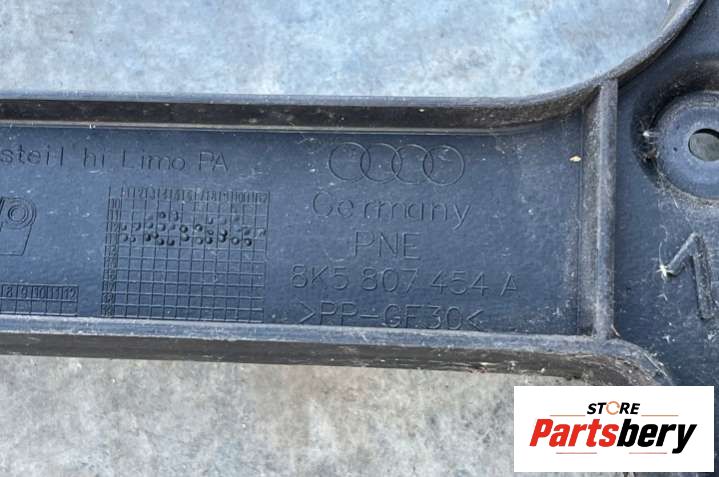 steil hi Limo PA
Germany
PNE
8K5 807 454 A
>PP-GF30<
1
STORE
Partsbery